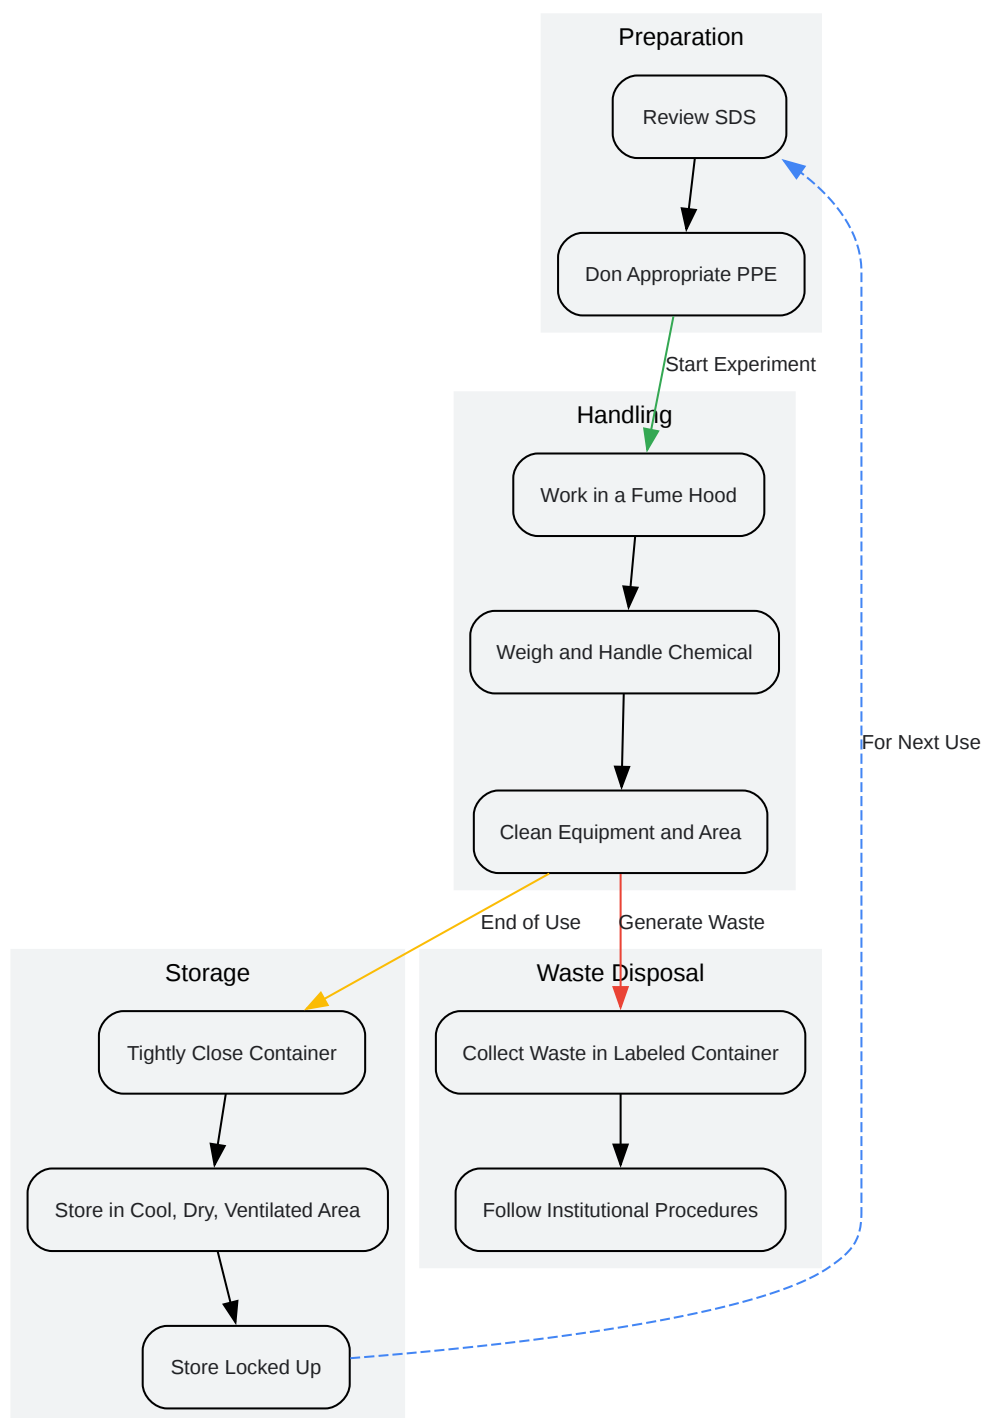 Preparation
Review SDS
Don Appropriate PPE
Start Experiment
Handling
Work in a Fume Hood
Weigh and Handle Chemical
For Next Use
Clean Equipment and Area
End of Use
Generate Waste
Storage
Waste Disposal
Tightly Close Container
Collect Waste in Labeled Container
Store in Cool, Dry, Ventilated Area
Follow Institutional Procedures
Store Locked Up